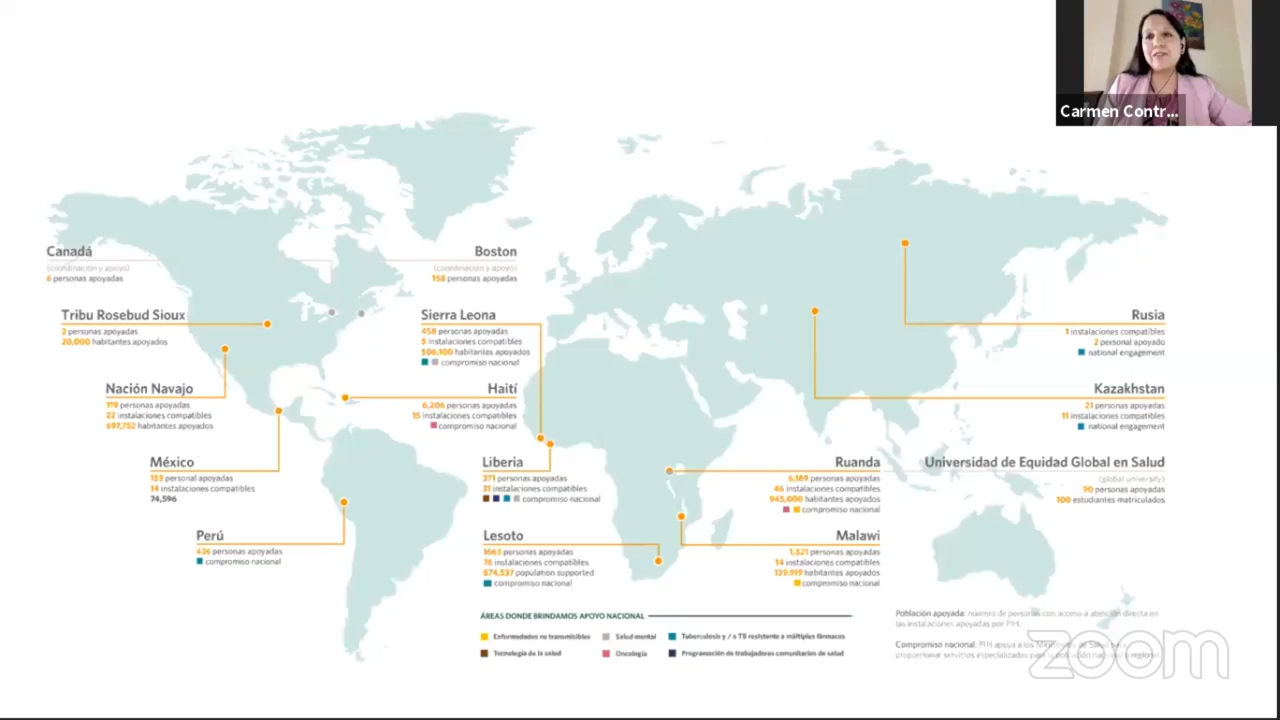 Carmen Contr...
Canadá
(coordinación y apoyo)
6 personas apoyadas
Boston
(coordinación y apoyo)
158 personas apoyadas
Tribu Rosebud Sioux
2 personas apoyadas
20,000 habitantes apoyados
Sierra Leona
458 personas apoyadas
5 instalaciones compatibles
506,100 habitantes apoyados
compromiso nacional
Rusia
1 instalaciones compatibles
2 personal apoyado
national engagement
Nación Navajo
119 personas apoyadas
22 instalaciones compatibles
697,752 habitantes apoyados
Haití
6,206 personas apoyadas
15 instalaciones compatibles
compromiso nacional
Kazakhstan
21 personas apoyadas
11 instalaciones compatibles
national engagement
México
153 personal apoyadas
14 instalaciones compatibles
74,596
Liberia
371 personas apoyadas
31 instalaciones compatibles
compromiso nacional
Ruanda
6,189 personas apoyadas
46 instalaciones compatibles
945,000 habitantes apoyados
compromiso nacional
Universidad de Equidad Global en Salud
(global university)
90 personas apoyadas
100 estudiantes matriculados
Perú
426 personas apoyadas
compromiso nacional
Lesoto
1663 personas apoyadas
76 instalaciones compatibles
674,537 population supported
compromiso nacional
Malawi
1,521 personas apoyadas
14 instalaciones compatibles
139,919 habitantes apoyados
compromiso nacional
ÁREAS DONDE BRINDAMOS APOYO NACIONAL
Enfermedades no transmisibles
Salud mental
Tuberculosis y / o TB resistente a múltiples fármacos
Tecnología de la salud
Oncología
Programación de trabajadores comunitarios de salud
Población apoyada: número de personas con acceso a atención directa en
las instalaciones apoyadas por PIH.
Compromiso nacional: PIH apoya a los Ministerios de Salud para
proporcionar servicios especializados para la población nacional o regional.
zoom